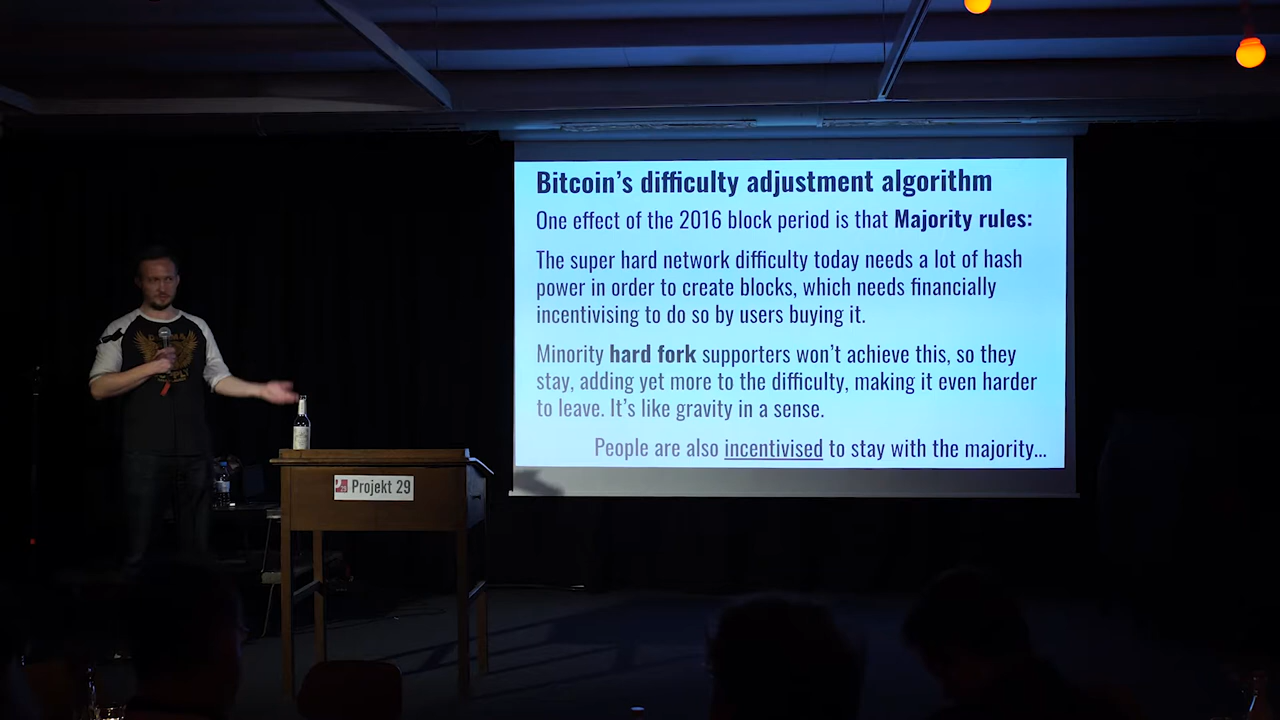 Bitcoin's difficulty adjustment algorithm
One effect of the 2016 block period is that Majority rules:
The super hard network difficulty today needs a lot of hash
power in order to create blocks, which needs financially
incentivising to do so by users buying it.
Minority hard fork supporters won't achieve this, so they
stay, adding yet more to the difficulty, making it even harder
to leave. It's like gravity in a sense.
People are also incentivised to stay with the majority...
Projekt 29